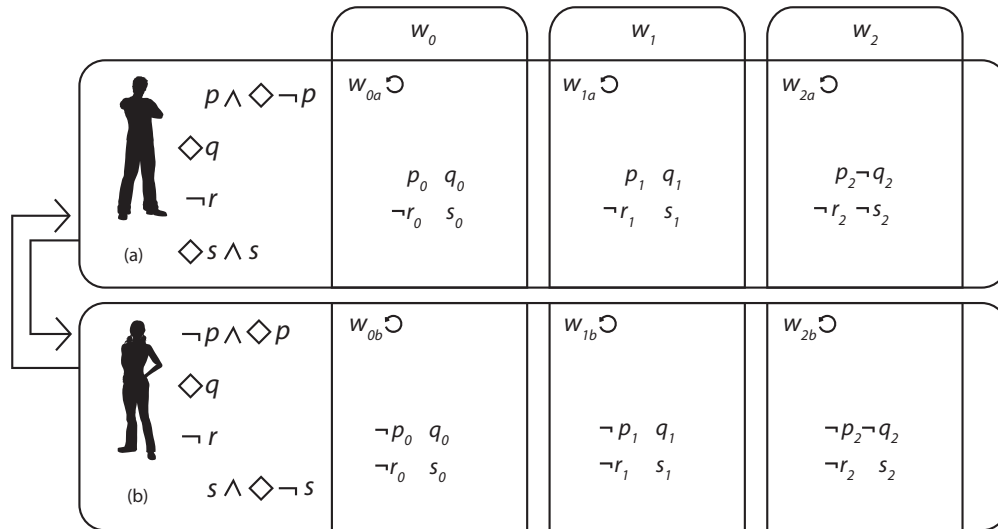 w₀ w₁ w₂
p ∧ ◇ ¬ p
◇ q
¬ r
(a) ◇ s ∧ s
w₀ₐ↺ w₁ₐ↺ w₂ₐ↺
p₀ q₀ p₁ q₁ p₂ ¬ q₂
¬ r₀ s₀ ¬ r₁ s₁ ¬ r₂ ¬ s₂
¬ p ∧ ◇ p
◇ q
¬ r
(b) s ∧ ◇ ¬ s
w₀b↺ w₁b↺ w₂b↺
¬ p₀ q₀ ¬ p₁ q₁ ¬ p₂ ¬ q₂
¬ r₀ s₀ ¬ r₁ s₁ ¬ r₂ s₂